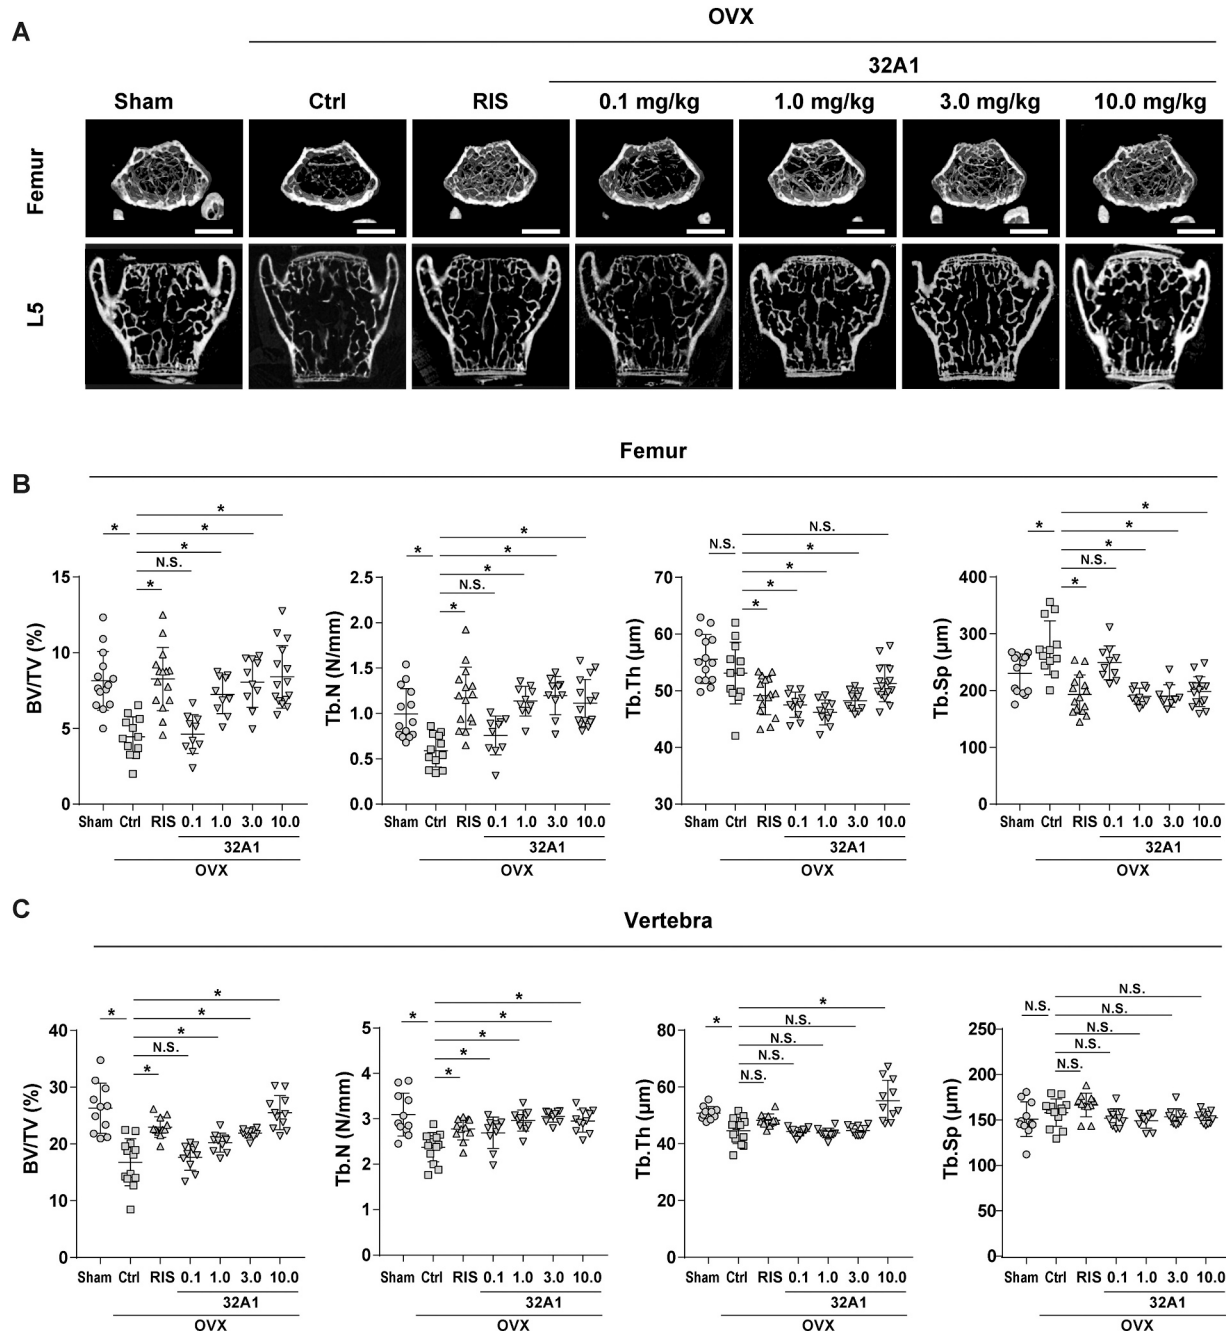 A
OVX
32A1
Sham Ctrl RIS 0.1 mg/kg 1.0 mg/kg 3.0 mg/kg 10.0 mg/kg
Femur
L5
Femur
B
*
*
*
*
N.S.
*
BV/TV (%)
15
10
5
0
Sham Ctrl RIS 0.1 1.0 3.0 10.0
32A1
OVX
*
*
*
*
N.S.
*
Tb.N (N/mm)
2.5
2.0
1.5
1.0
0.5
0.0
Sham Ctrl RIS 0.1 1.0 3.0 10.0
32A1
OVX
N.S.
N.S.
*
*
*
*
Tb.Th (μm)
70
60
50
40
30
Sham Ctrl RIS 0.1 1.0 3.0 10.0
32A1
OVX
*
*
*
*
N.S.
*
Tb.Sp (μm)
400
300
200
100
0
Sham Ctrl RIS 0.1 1.0 3.0 10.0
32A1
OVX
C
Vertebra
*
*
*
*
N.S.
*
BV/TV (%)
40
30
20
10
0
Sham Ctrl RIS 0.1 1.0 3.0 10.0
32A1
OVX
*
*
*
*
*
*
Tb.N (N/mm)
5
4
3
2
1
0
Sham Ctrl RIS 0.1 1.0 3.0 10.0
32A1
OVX
*
*
N.S.
N.S.
N.S.
N.S.
Tb.Th (μm)
80
60
40
20
0
Sham Ctrl RIS 0.1 1.0 3.0 10.0
32A1
OVX
N.S.
N.S.
N.S.
N.S.
N.S.
N.S.
Tb.Sp (μm)
250
200
150
100
50
0
Sham Ctrl RIS 0.1 1.0 3.0 10.0
32A1
OVX